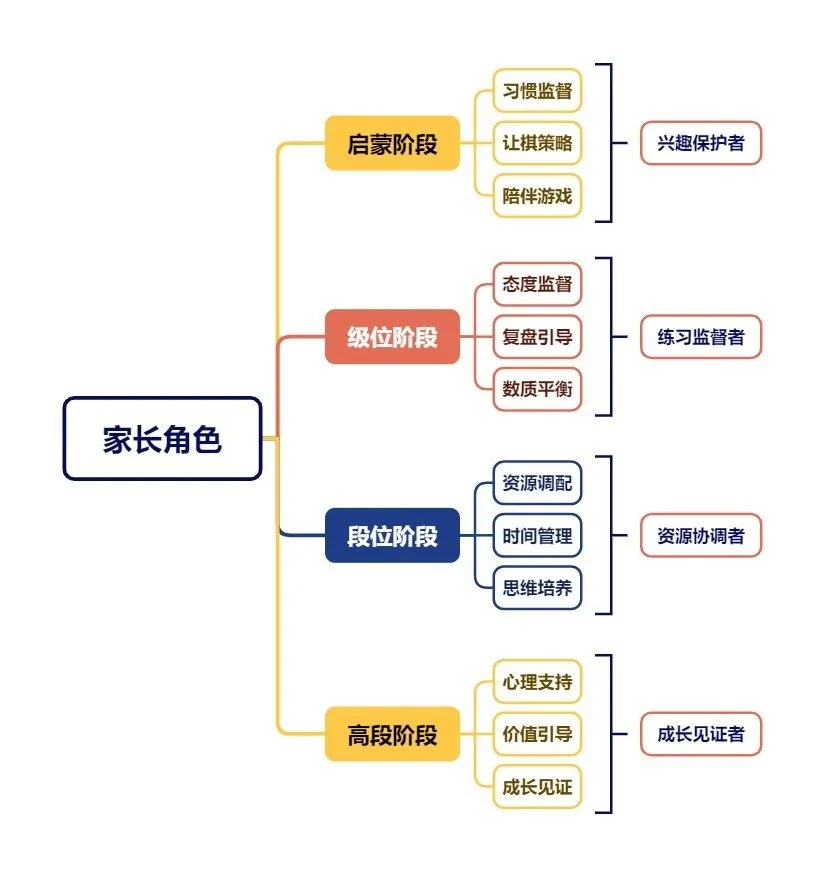 家长角色
启蒙阶段
习惯监督
让棋策略
陪伴游戏
兴趣保护者
级位阶段
态度监督
复盘引导
数质平衡
练习监督者
段位阶段
资源调配
时间管理
思维培养
资源协调者
高段阶段
心理支持
价值引导
成长见证
成长见证者